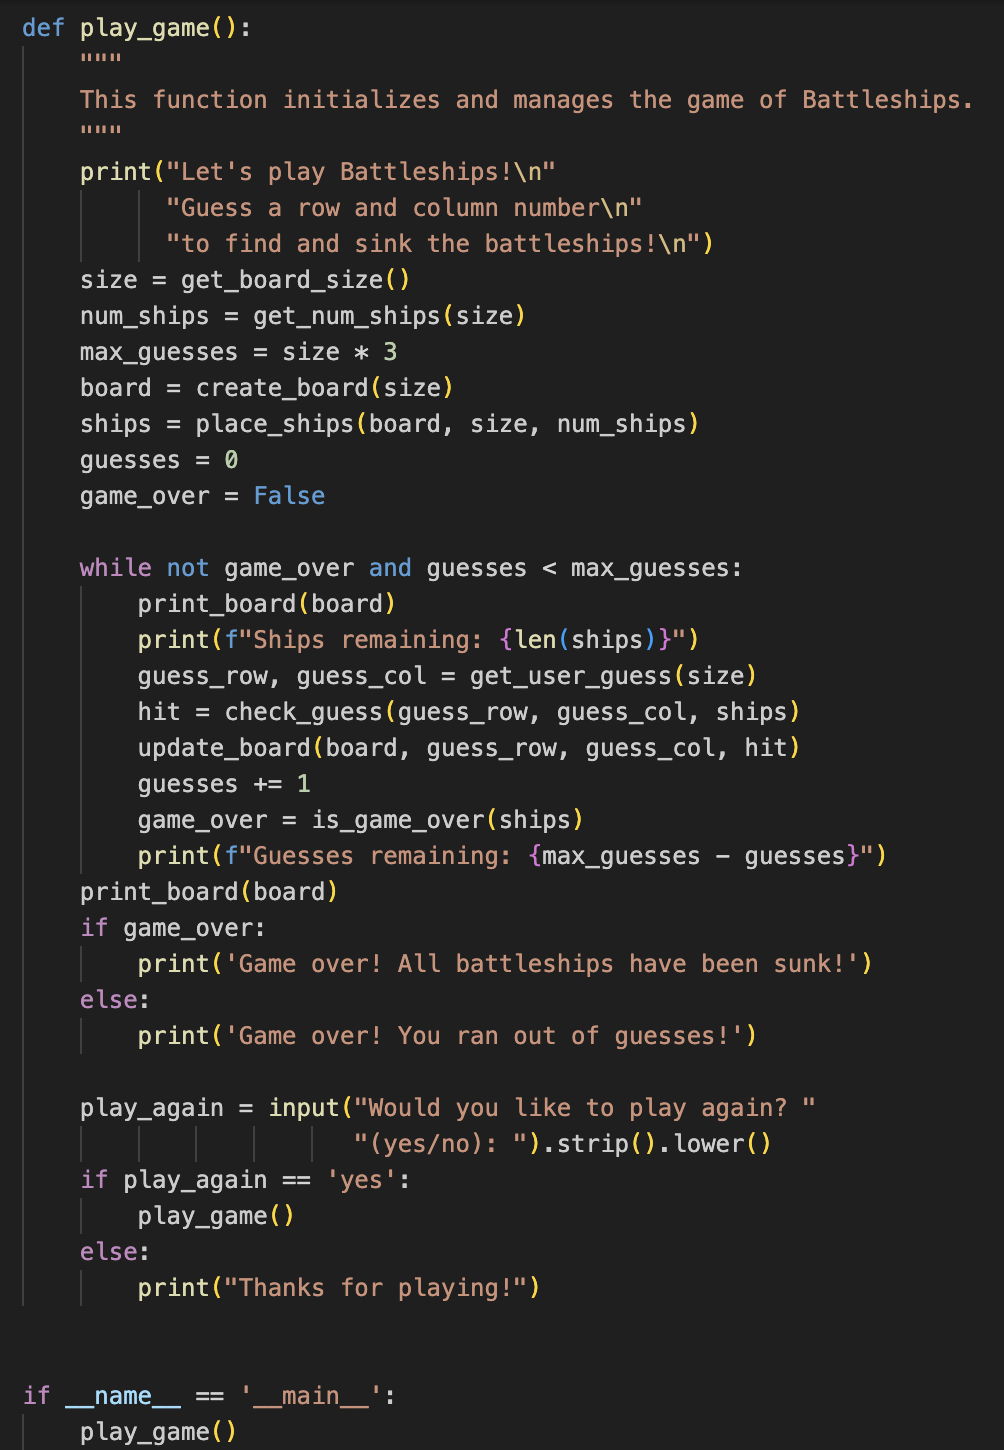 def play_game():
    """
    This function initializes and manages the game of Battleships.
    """
    print("Let's play Battleships!\n"
          "Guess a row and column number\n"
          "to find and sink the battleships!\n")
    size = get_board_size()
    num_ships = get_num_ships(size)
    max_guesses = size * 3
    board = create_board(size)
    ships = place_ships(board, size, num_ships)
    guesses = 0
    game_over = False

    while not game_over and guesses < max_guesses:
        print_board(board)
        print(f"Ships remaining: {len(ships)}")
        guess_row, guess_col = get_user_guess(size)
        hit = check_guess(guess_row, guess_col, ships)
        update_board(board, guess_row, guess_col, hit)
        guesses += 1
        game_over = is_game_over(ships)
        print(f"Guesses remaining: {max_guesses - guesses}")
    print_board(board)
    if game_over:
        print('Game over! All battleships have been sunk!')
    else:
        print('Game over! You ran out of guesses!')

    play_again = input("Would you like to play again? "
                       "(yes/no): ").strip().lower()
    if play_again == 'yes':
        play_game()
    else:
        print("Thanks for playing!")


if __name__ == '__main__':
    play_game()